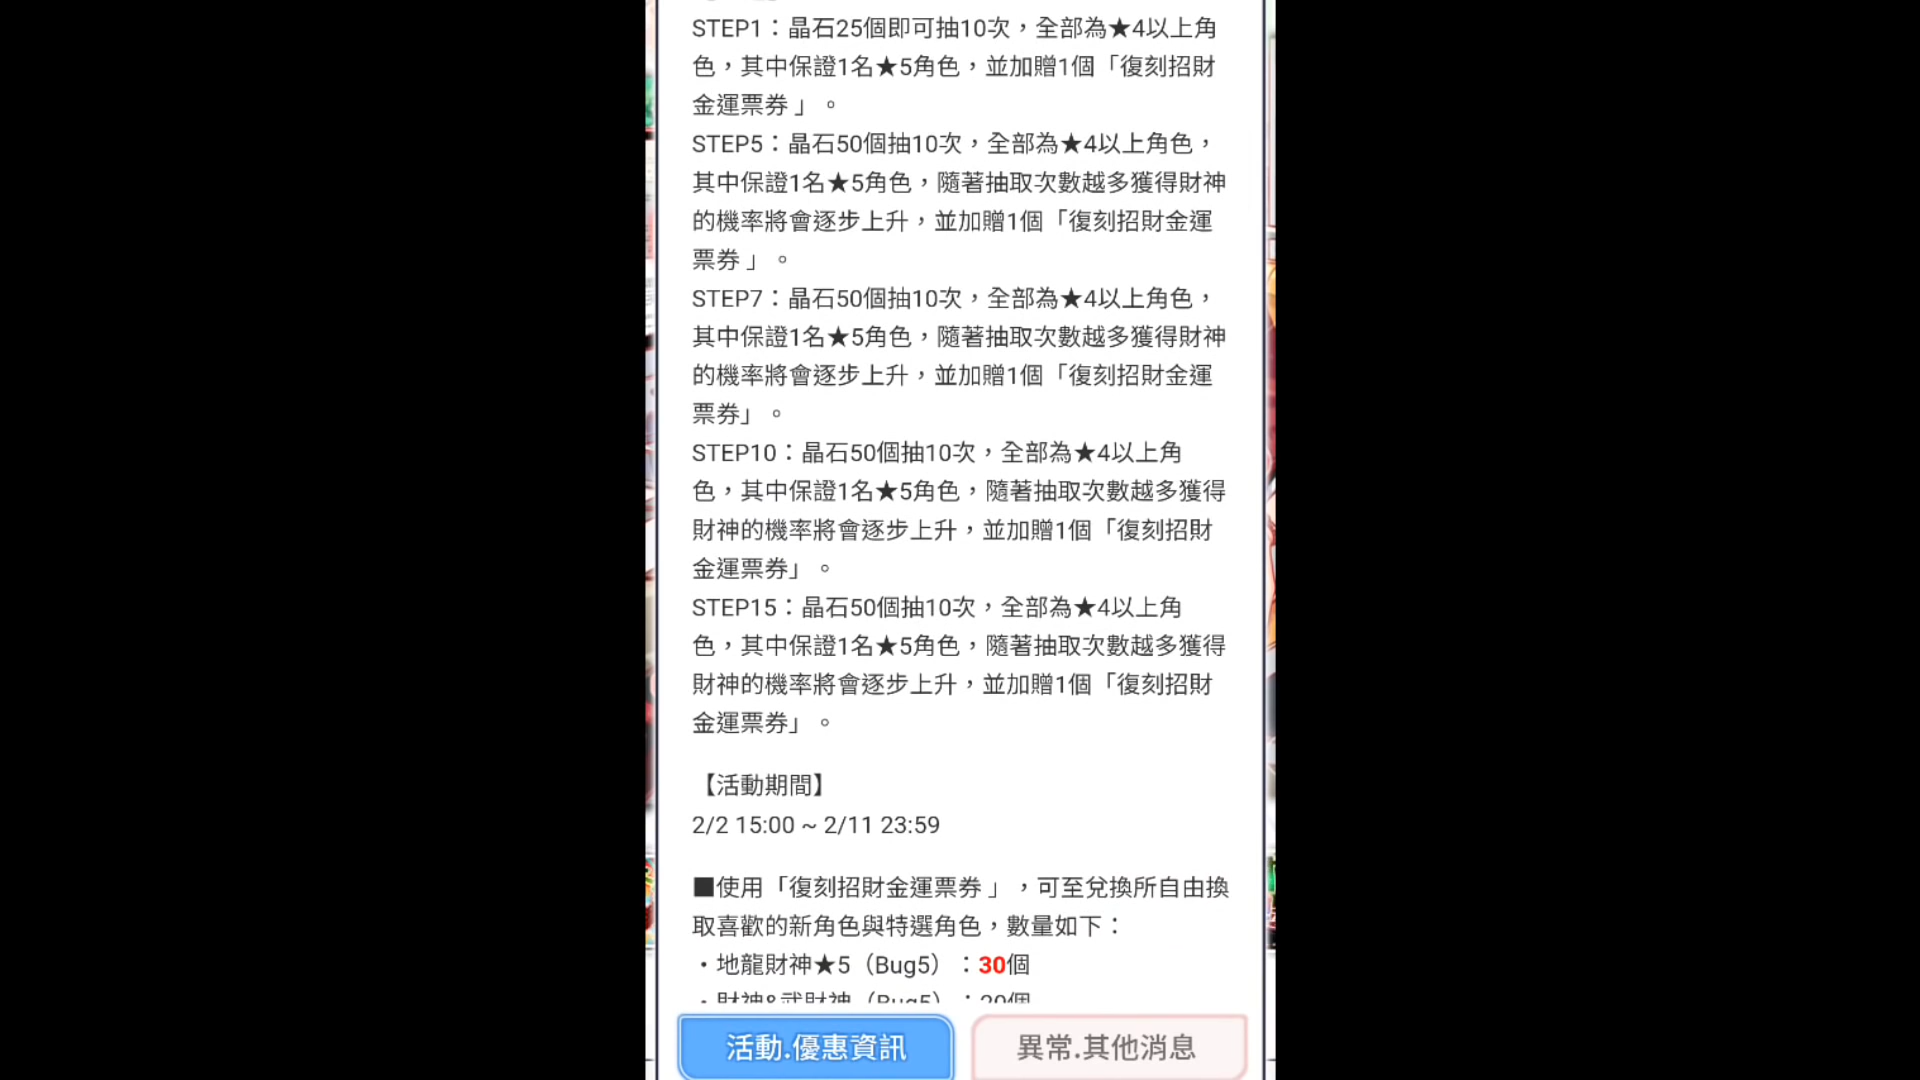 STEP1：晶石25個即可抽10次，全部為★4以上角
色，其中保證1名★5角色，並加贈1個「復刻招財
金運票券 」 。
STEP5：晶石50個抽10次，全部為★4以上角色，
其中保證1名★5角色，隨著抽取次數越多獲得財神
的機率將會逐步上升，並加贈1個「復刻招財金運
票券 」 。
STEP7：晶石50個抽10次，全部為★4以上角色，
其中保證1名★5角色，隨著抽取次數越多獲得財神
的機率將會逐步上升，並加贈1個「復刻招財金運
票券」 。
STEP10：晶石50個抽10次，全部為★4以上角
色，其中保證1名★5角色，隨著抽取次數越多獲得
財神的機率將會逐步上升，並加贈1個「復刻招財
金運票券」 。
STEP15：晶石50個抽10次，全部為★4以上角
色，其中保證1名★5角色，隨著抽取次數越多獲得
財神的機率將會逐步上升，並加贈1個「復刻招財
金運票券」 。
【活動期間】
2/2 15:00 ~ 2/11 23:59
■使用「復刻招財金運票券 」，可至兌換所自由換
取喜歡的新角色與特選角色，數量如下：
・地龍財神★5（Bug5）：30個
・財神&武財神（Bug5）：20個
活動.優惠資訊
異常.其他消息